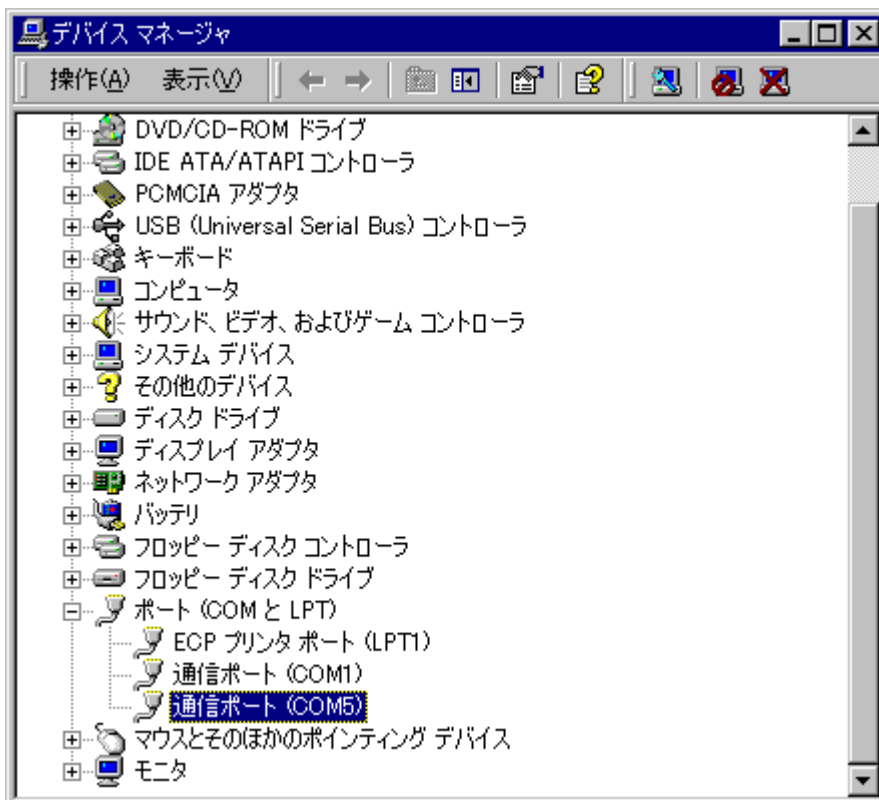 デバイス マネージャ
操作(A) 表示(V)
DVD/CD-ROM ドライブ
IDE ATA/ATAPI コントローラ
PCMCIA アダプタ
USB (Universal Serial Bus) コントローラ
キーボード
コンピュータ
サウンド、ビデオ、およびゲーム コントローラ
システム デバイス
その他のデバイス
ディスク ドライブ
ディスプレイ アダプタ
ネットワーク アダプタ
バッテリ
フロッピー ディスク コントローラ
フロッピー ディスク ドライブ
ポート (COM と LPT)
ECP プリンタ ポート (LPT1)
通信ポート (COM1)
通信ポート (COM5)
マウスとそのほかのポインティング デバイス
モニタ